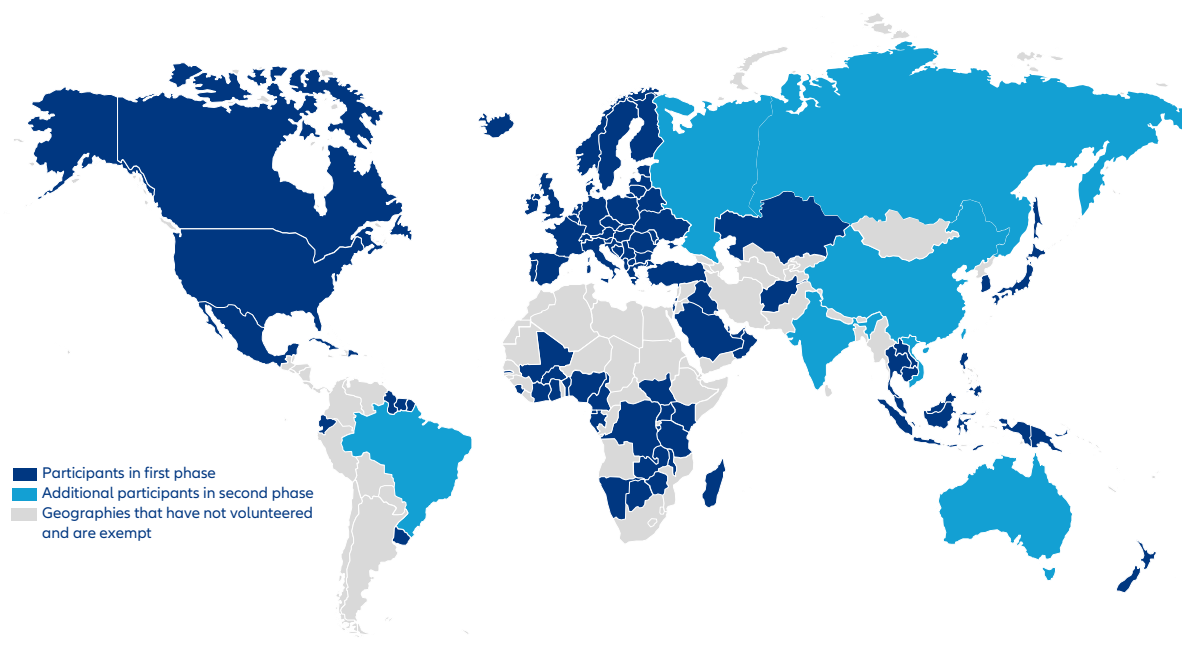 Participants in first phase
Additional participants in second phase
Geographies that have not volunteered
and are exempt